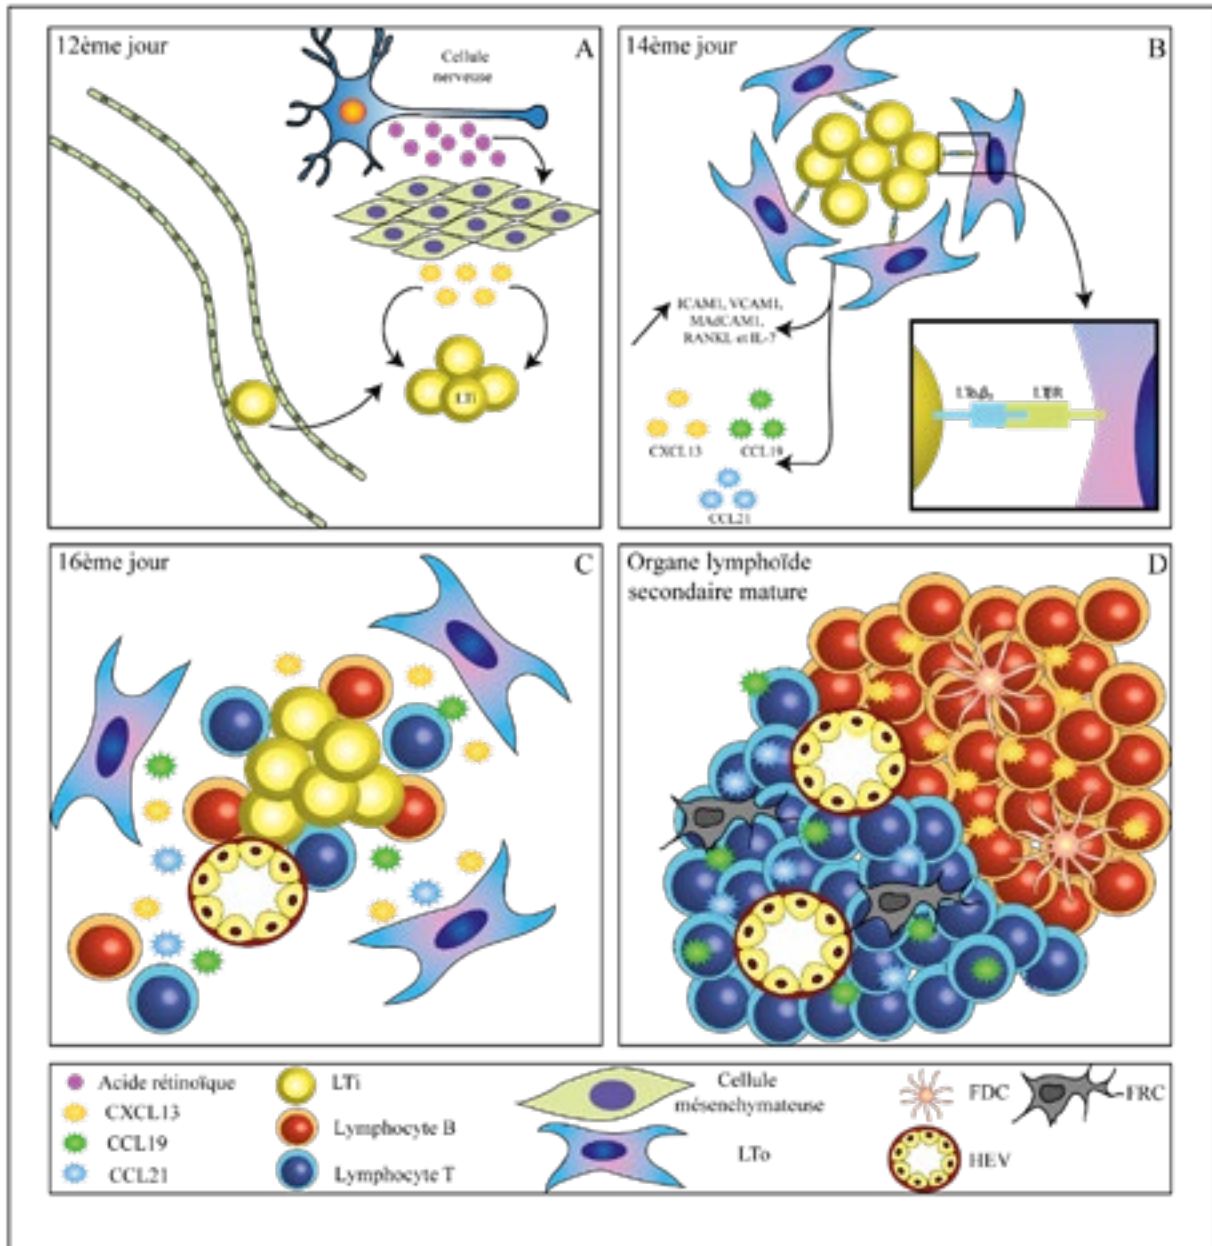 12ème jour
A
Cellule
nerveuse
LTi
14ème jour
B
ICAM1, VCAM1,
MAdCAM1,
RANKL et IL-7
CXCL13
CCL19
CCL21
LTβR
16ème jour
C
Organe lymphoïde
secondaire mature
D
Acide rétinoïque
CXCL13
CCL19
CCL21
LTi
Lymphocyte B
Lymphocyte T
Cellule
mésenchymateuse
LTo
FDC
FRC
HEV